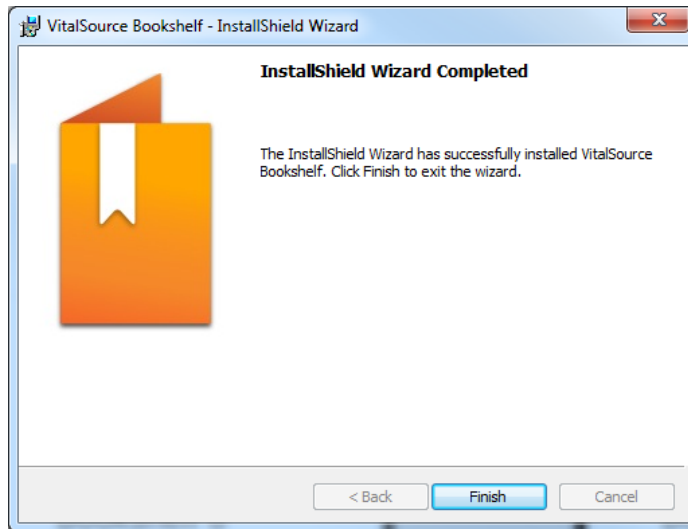 VitalSource Bookshelf - InstallShield Wizard
InstallShield Wizard Completed
The InstallShield Wizard has successfully installed VitalSource
Bookshelf. Click Finish to exit the wizard.
< Back Finish Cancel